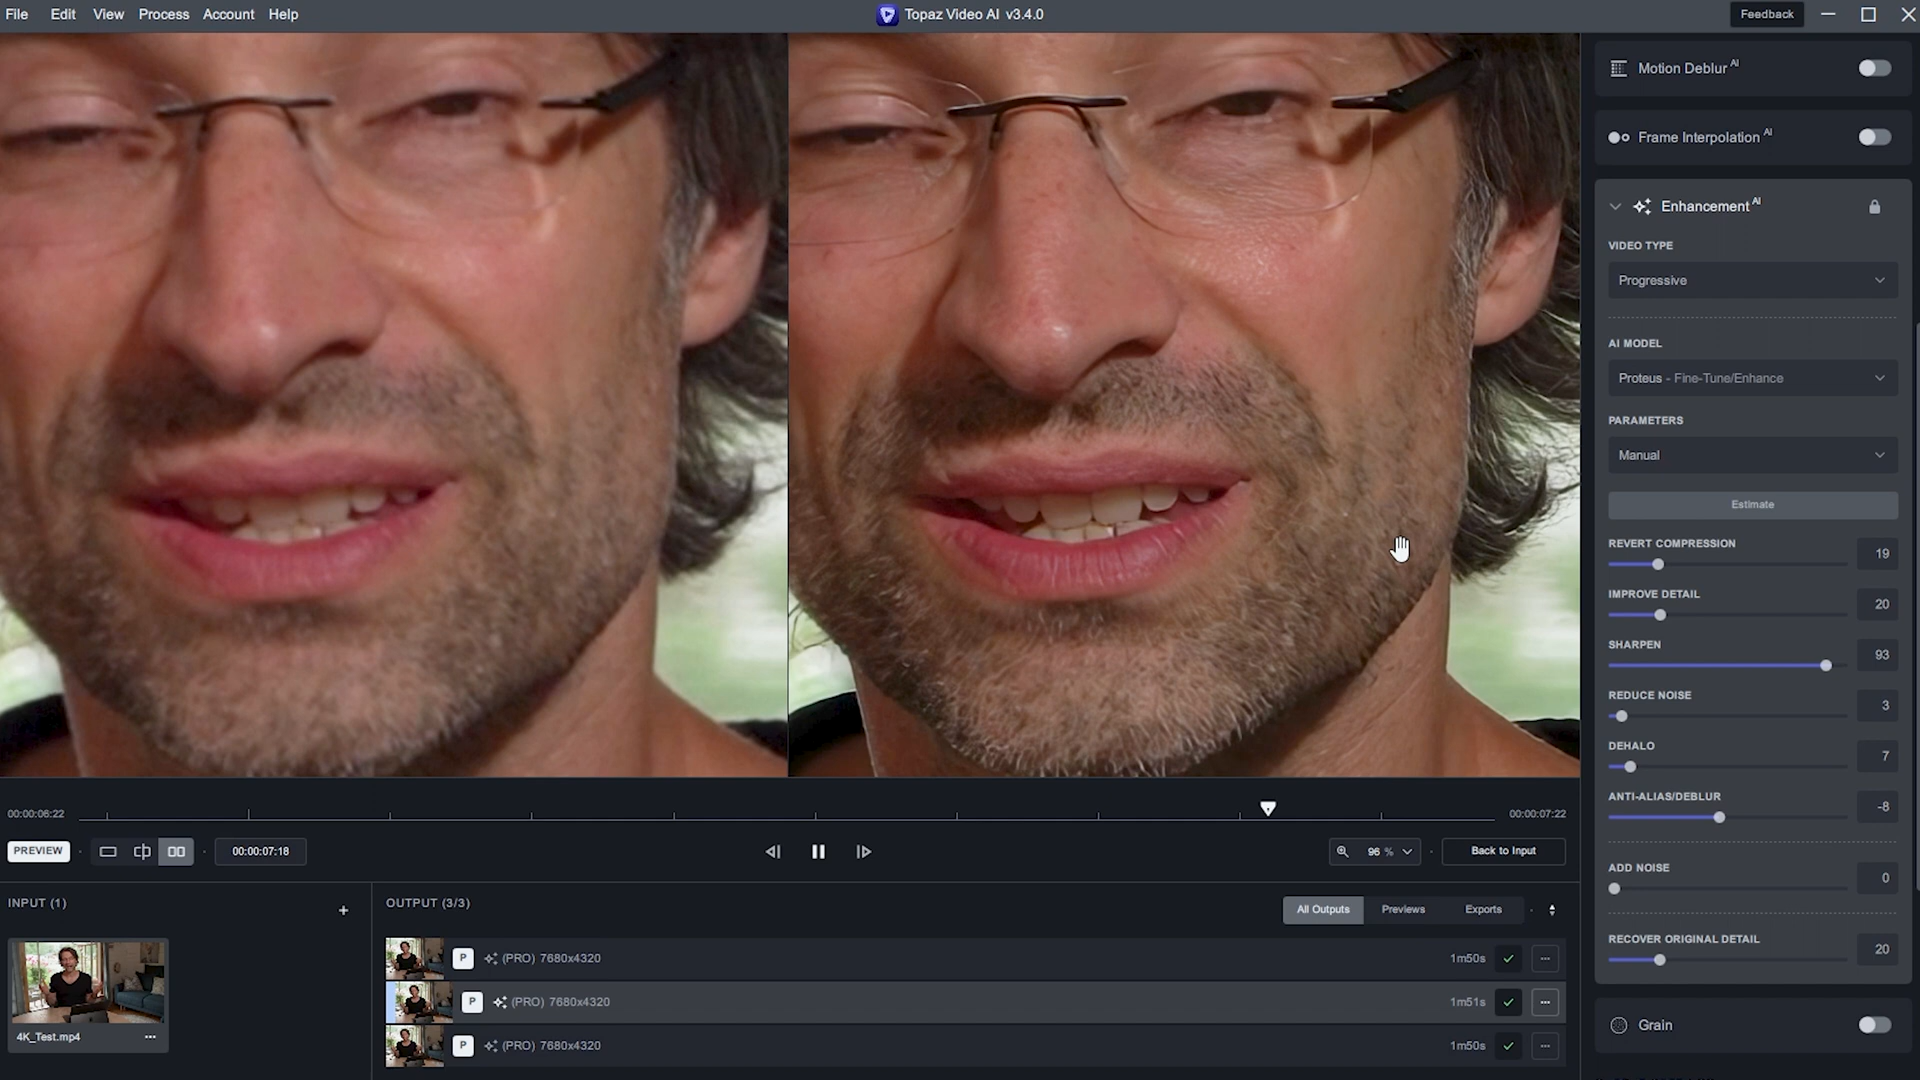 File Edit View Process Account Help
Topaz Video AI v3.4.0
Feedback
Motion Deblur AI
Frame Interpolation AI
Enhancement AI
VIDEO TYPE
Progressive
AI MODEL
Proteus - Fine-Tune/Enhance
PARAMETERS
Manual
Estimate
REVERT COMPRESSION
19
IMPROVE DETAIL
20
SHARPEN
93
REDUCE NOISE
3
DEHALO
7
ANTI-ALIAS/DEBLUR
-8
ADD NOISE
0
RECOVER ORIGINAL DETAIL
20
Grain
00:00:06:22
00:00:07:22
PREVIEW
00:00:07:18
96 %
Back to Input
INPUT (1)
4K_Test.mp4
OUTPUT (3/3)
All Outputs
Previews
Exports
P (PRO) 7680x4320 1m50s
P (PRO) 7680x4320 1m51s
P (PRO) 7680x4320 1m50s